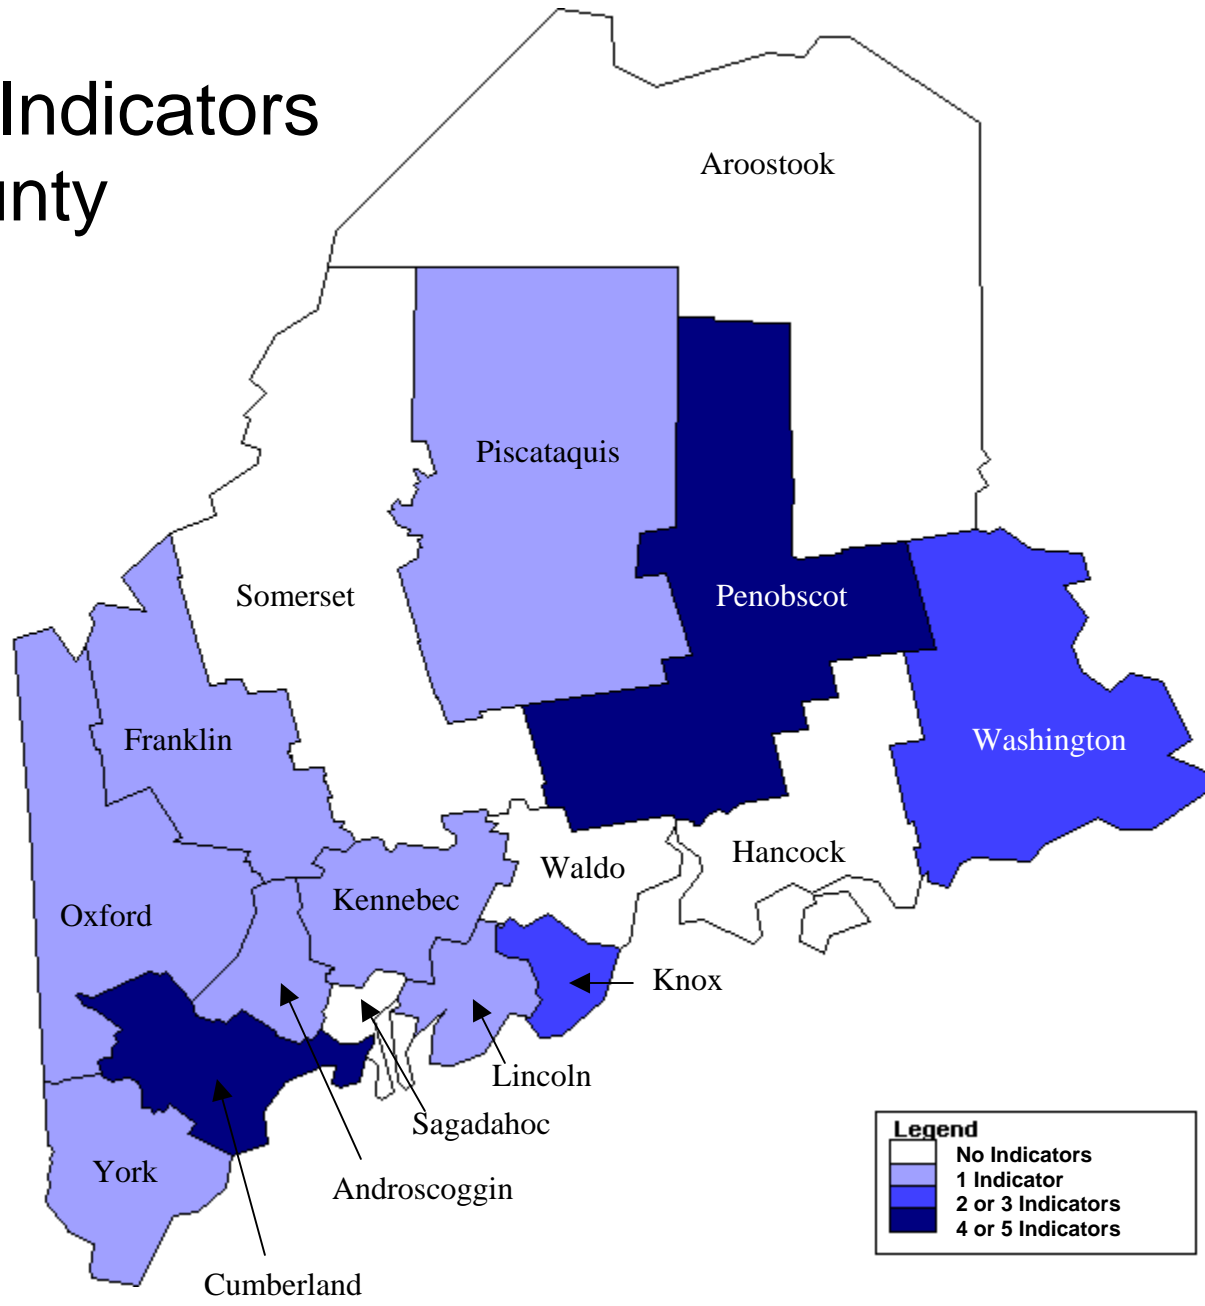 Indicators
unty
Aroostook
Piscataquis
Somerset
Penobscot
Franklin
Washington
Waldo
Hancock
Kennebec
Oxford
Knox
Lincoln
Sagadahoc
York
Androscoggin
Cumberland
Legend
No Indicators
1 Indicator
2 or 3 Indicators
4 or 5 Indicators